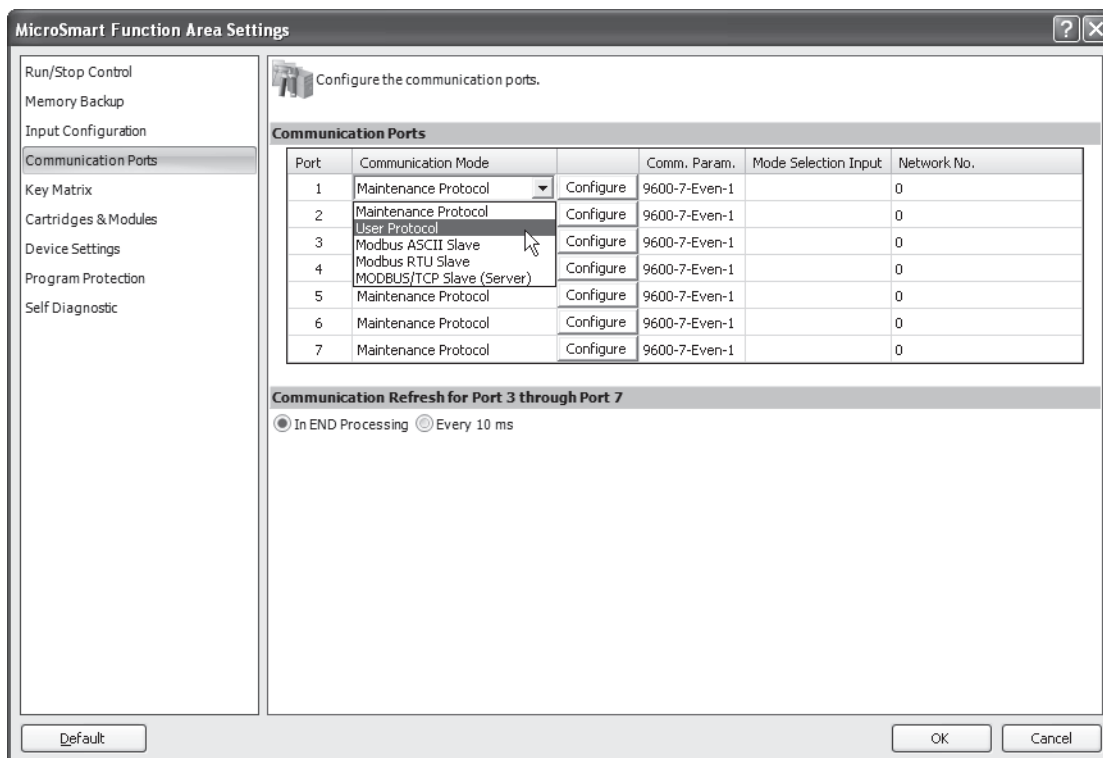 MicroSmart Function Area Settings
Run/Stop Control
Memory Backup
Input Configuration
Communication Ports
Key Matrix
Cartridges & Modules
Device Settings
Program Protection
Self Diagnostic
Configure the communication ports.
Communication Ports
Port Communication Mode Comm. Param. Mode Selection Input Network No.
1 Maintenance Protocol Configure 9600-7-Even-1 0
2 Configure 9600-7-Even-1 0
3 Configure 9600-7-Even-1 0
4 Configure 9600-7-Even-1 0
Maintenance Protocol
User Protocol
Modbus ASCII Slave
Modbus RTU Slave
MODBUS/TCP Slave (Server)
5 Maintenance Protocol Configure 9600-7-Even-1 0
6 Maintenance Protocol Configure 9600-7-Even-1 0
7 Maintenance Protocol Configure 9600-7-Even-1 0
Communication Refresh for Port 3 through Port 7
In END Processing Every 10 ms
Default OK Cancel